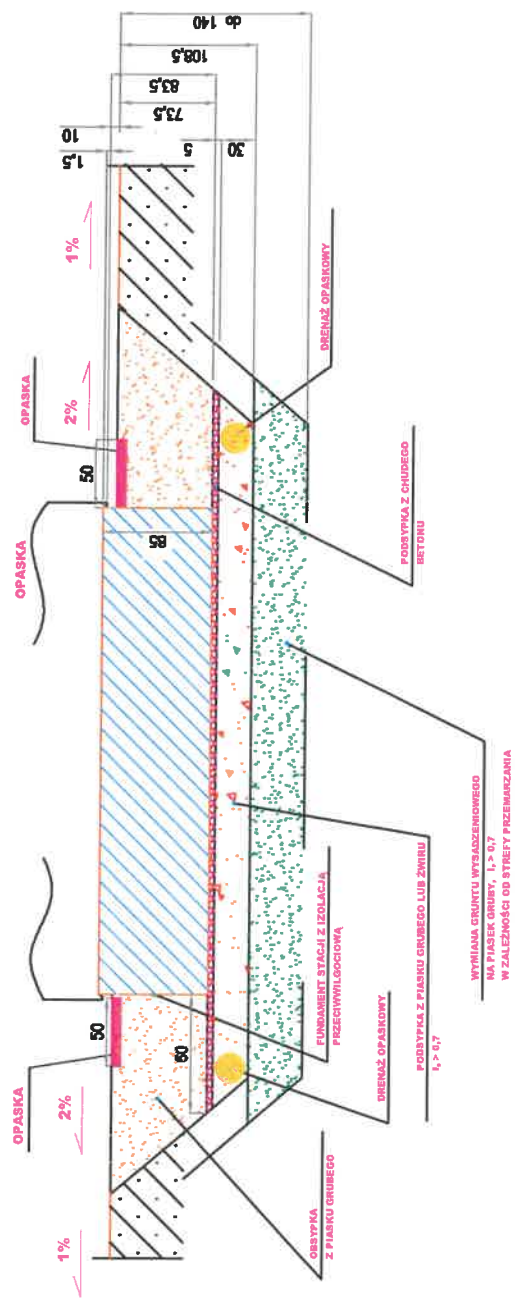 OPASKA
OPASKA
OPASKA
1%
2%
2%
1%
50
50
60
85
1,5
10
73,5
83,5
108,5
do 140
5
30
OBSYPKA
Z PIASKU GRUBEGO
FUNDAMENT STACJI Z IZOLACJĄ
PRZECIWWILGOCIOWĄ
DRENAŻ OPASKOWY
PODSYPKA Z PIASKU GRUBEGO LUB ŻWIRU
I, > 0,7
WYMIANA GRUNTU WYSADZENIOWEGO
NA PIASEK GRUBY, I, > 0,7
W ZALEŻNOŚCI OD STREFY PRZEMARZANIA
PODSYPKA Z CHUDEGO
BETONU
DRENAŻ OPASKOWY